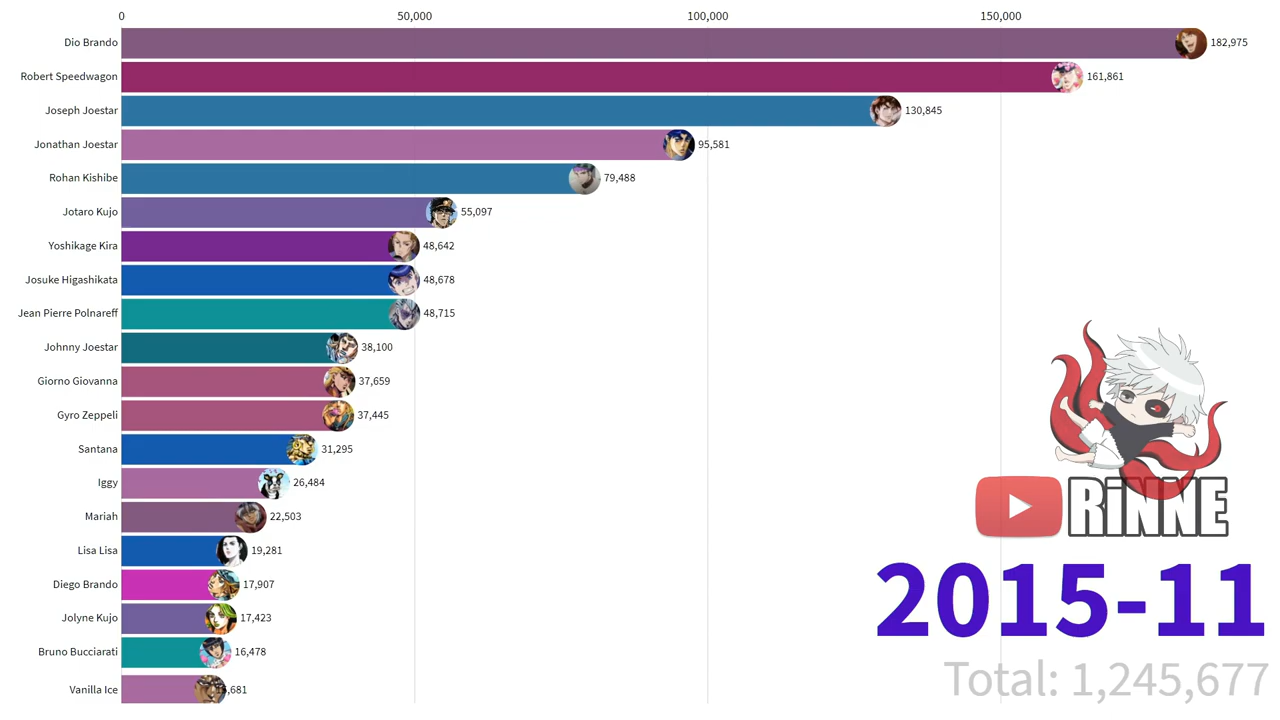 0 50,000 100,000 150,000
Dio Brando 182,975
Robert Speedwagon 161,861
Joseph Joestar 130,845
Jonathan Joestar 95,581
Rohan Kishibe 79,488
Jotaro Kujo 55,097
Yoshikage Kira 48,642
Josuke Higashikata 48,678
Jean Pierre Polnareff 48,715
Johnny Joestar 38,100
Giorno Giovanna 37,659
Gyro Zeppeli 37,445
Santana 31,295
Iggy 26,484
Mariah 22,503
Lisa Lisa 19,281
Diego Brando 17,907
Jolyne Kujo 17,423
Bruno Bucciarati 16,478
Vanilla Ice
RiNNE
2015-11
Total: 1,245,677